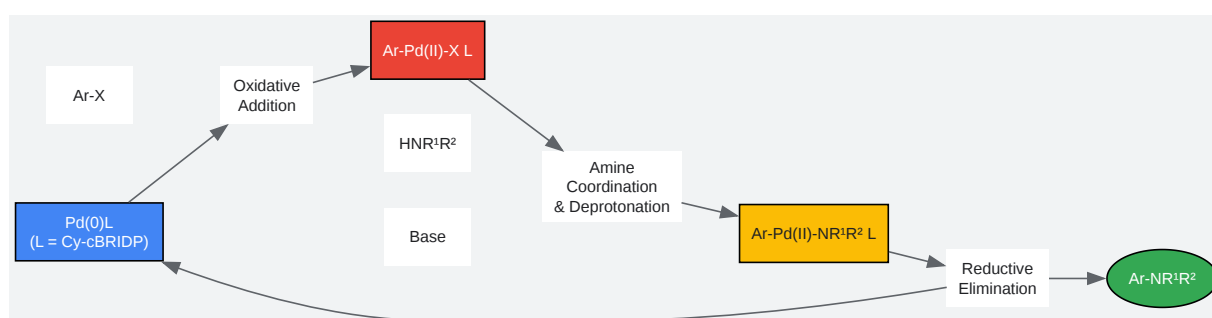 Ar-X
Oxidative
Addition
Ar-Pd(II)-X L
HNR¹R²
Base
Amine
Coordination
& Deprotonation
Pd(0)L
(L = Cy-cBRIDP)
Ar-Pd(II)-NR¹R² L
Reductive
Elimination
Ar-NR¹R²